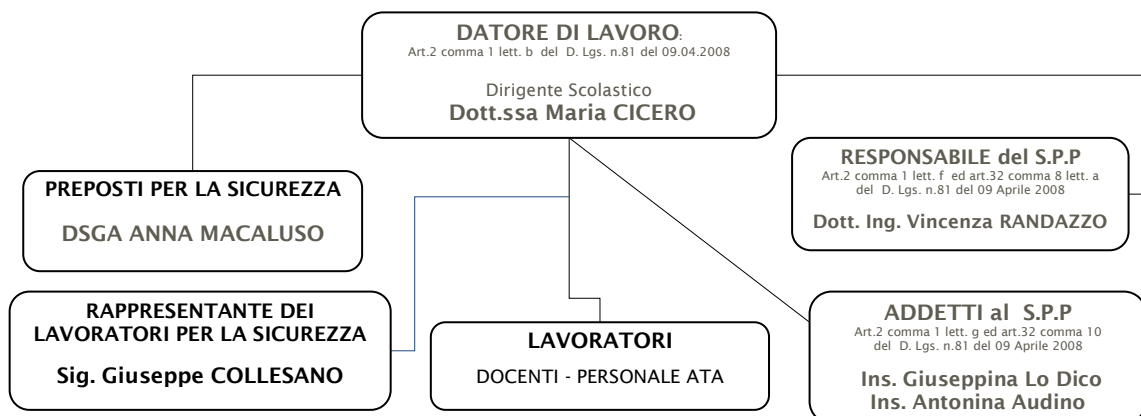 DATORE DI LAVORO:
Art.2 comma 1 lett. b del D. Lgs. n.81 del 09.04.2008
Dirigente Scolastico
Dott.ssa Maria CICERO
PREPOSTI PER LA SICUREZZA
DSGA ANNA MACALUSO
RESPONSABILE del S.P.P
Art.2 comma 1 lett. f ed art.32 comma 8 lett. a
del D. Lgs. n.81 del 09 Aprile 2008
Dott. Ing. Vincenza RANDAZZO
RAPPRESENTANTE DEI
LAVORATORI PER LA SICUREZZA
Sig. Giuseppe COLLESANO
LAVORATORI
DOCENTI - PERSONALE ATA
ADDETTI al S.P.P
Art.2 comma 1 lett. g ed art.32 comma 10
del D. Lgs. n.81 del 09 Aprile 2008
Ins. Giuseppina Lo Dico
Ins. Antonina Audino